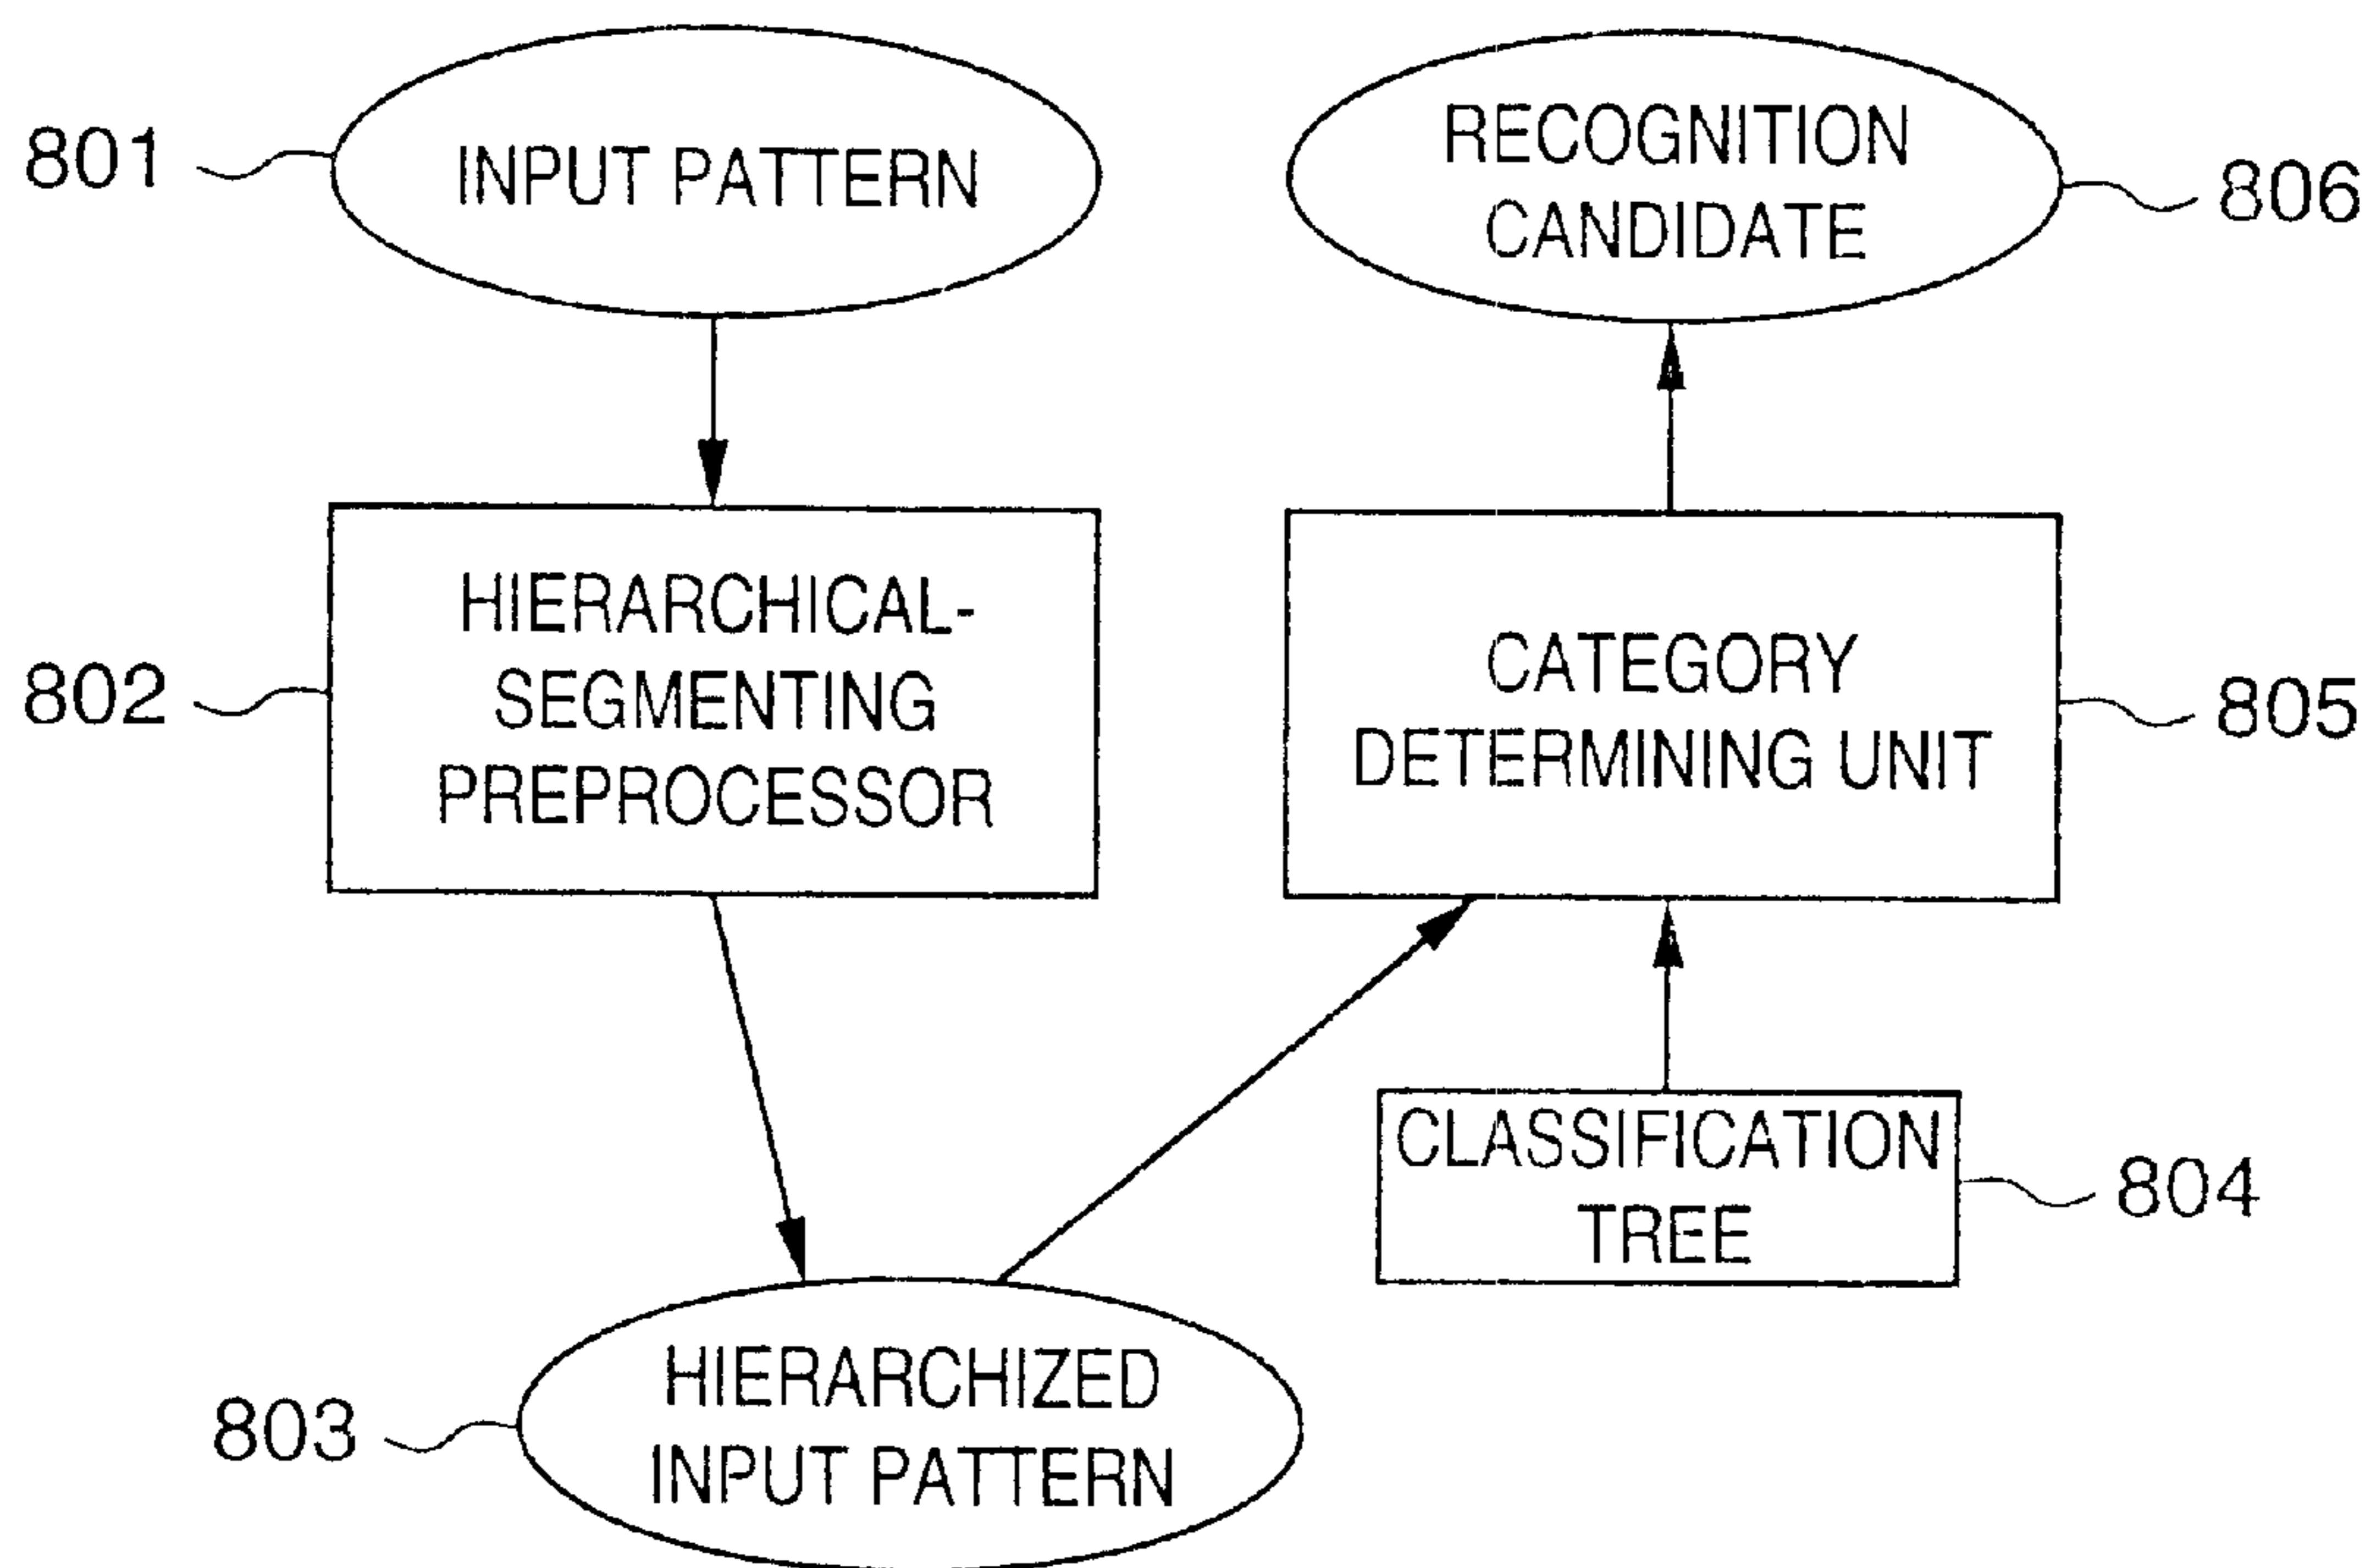 801
INPUT PATTERN
802
HIERARCHICAL-
SEGMENTING
PREPROCESSOR
803
HIERARCHIZED
INPUT PATTERN
CLASSIFICATION
TREE
804
CATEGORY
DETERMINING UNIT
805
RECOGNITION
CANDIDATE
806